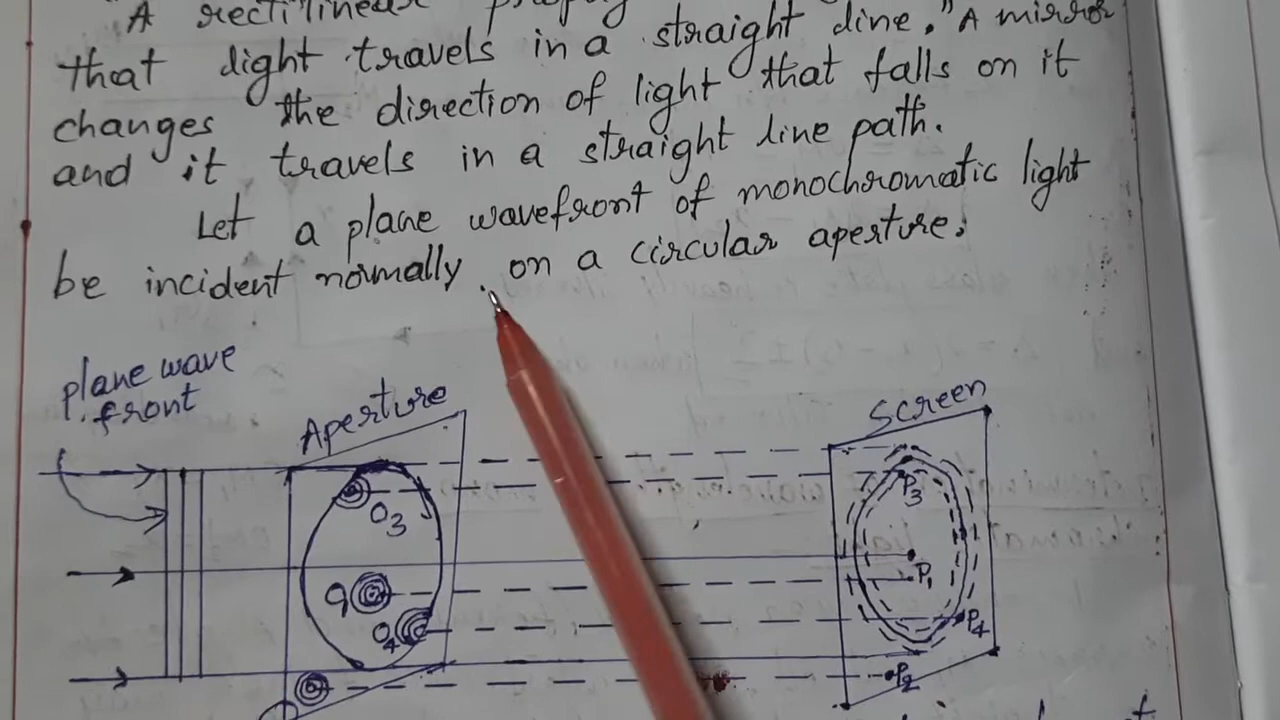 "A rectilinear
that light travels in a straight line." A mirror
changes the direction of light that falls on it
and it travels in a straight line path.
Let a plane wavefront of monochromatic light
be incident normally on a circular aperture.
plane wave
front
Aperture
Screen
O3
P3
P1
O4
P4
P2